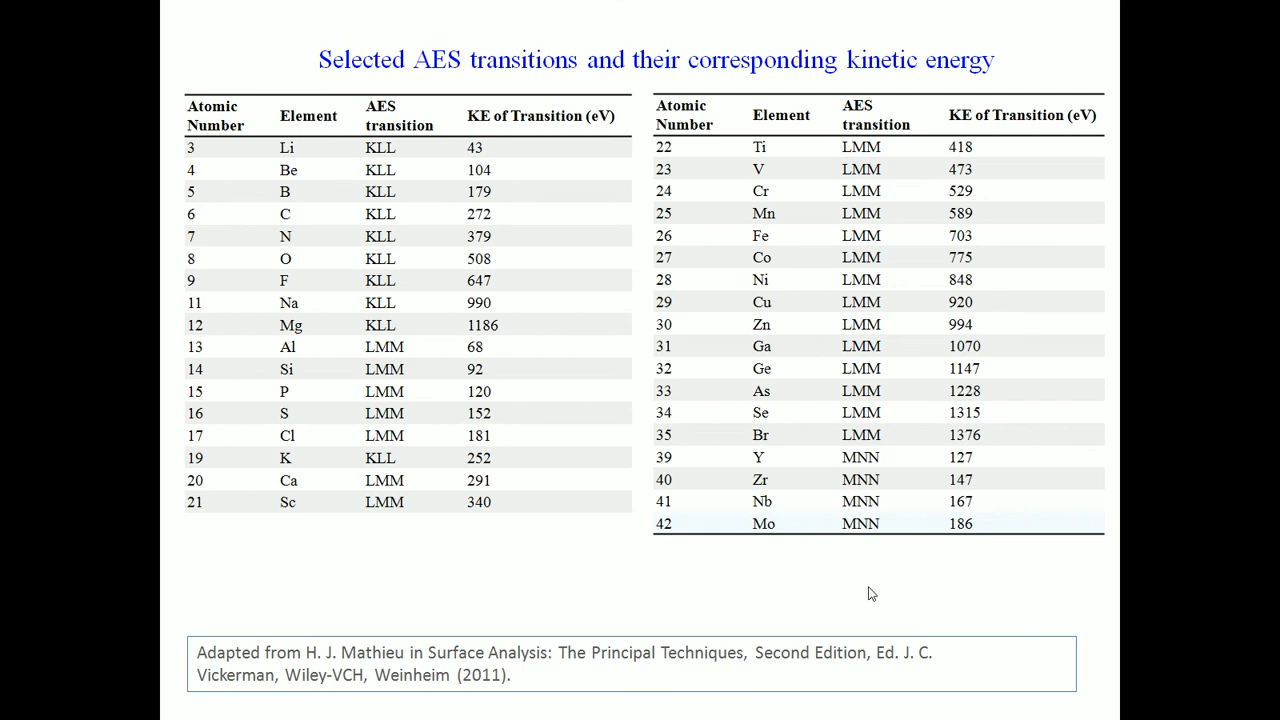 Selected AES transitions and their corresponding kinetic energy
Atomic Number Element AES transition KE of Transition (eV)
3 Li KLL 43
4 Be KLL 104
5 B KLL 179
6 C KLL 272
7 N KLL 379
8 O KLL 508
9 F KLL 647
11 Na KLL 990
12 Mg KLL 1186
13 Al LMM 68
14 Si LMM 92
15 P LMM 120
16 S LMM 152
17 Cl LMM 181
19 K KLL 252
20 Ca LMM 291
21 Sc LMM 340
Atomic Number Element AES transition KE of Transition (eV)
22 Ti LMM 418
23 V LMM 473
24 Cr LMM 529
25 Mn LMM 589
26 Fe LMM 703
27 Co LMM 775
28 Ni LMM 848
29 Cu LMM 920
30 Zn LMM 994
31 Ga LMM 1070
32 Ge LMM 1147
33 As LMM 1228
34 Se LMM 1315
35 Br LMM 1376
39 Y MNN 127
40 Zr MNN 147
41 Nb MNN 167
42 Mo MNN 186
Adapted from H. J. Mathieu in Surface Analysis: The Principal Techniques, Second Edition, Ed. J. C.
Vickerman, Wiley-VCH, Weinheim (2011).